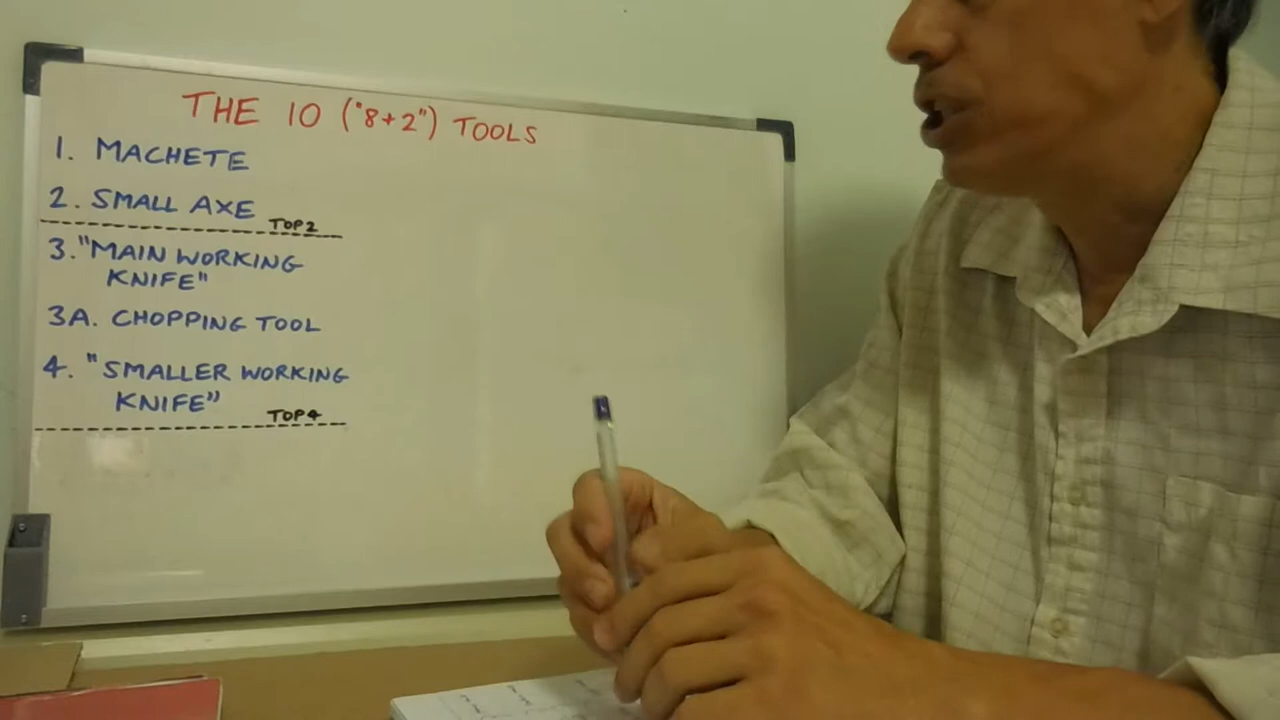 THE 10 ("8+2") TOOLS
1. MACHETE
2. SMALL AXE
TOP2
3. "MAIN WORKING
KNIFE"
3A. CHOPPING TOOL
4. "SMALLER WORKING
KNIFE"
TOP4